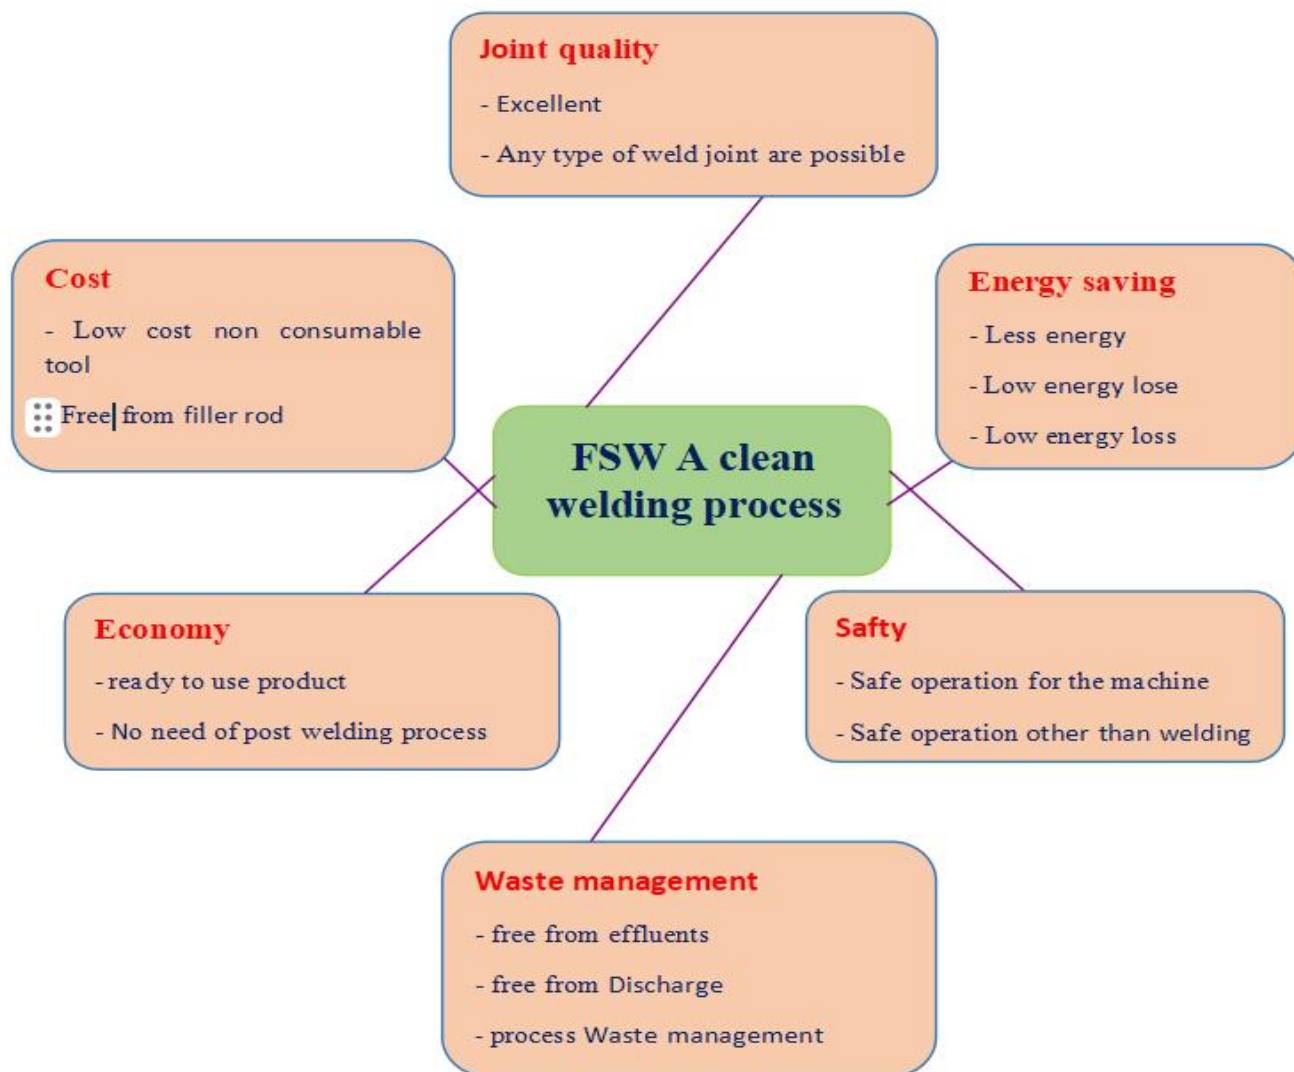 Joint quality
- Excellent
- Any type of weld joint are possible
Cost
- Low cost non consumable
tool
Free from filler rod
Energy saving
- Less energy
- Low energy lose
- Low energy loss
FSW A clean
welding process
Economy
- ready to use product
- No need of post welding process
Safty
- Safe operation for the machine
- Safe operation other than welding
Waste management
- free from effluents
- free from Discharge
- process Waste management